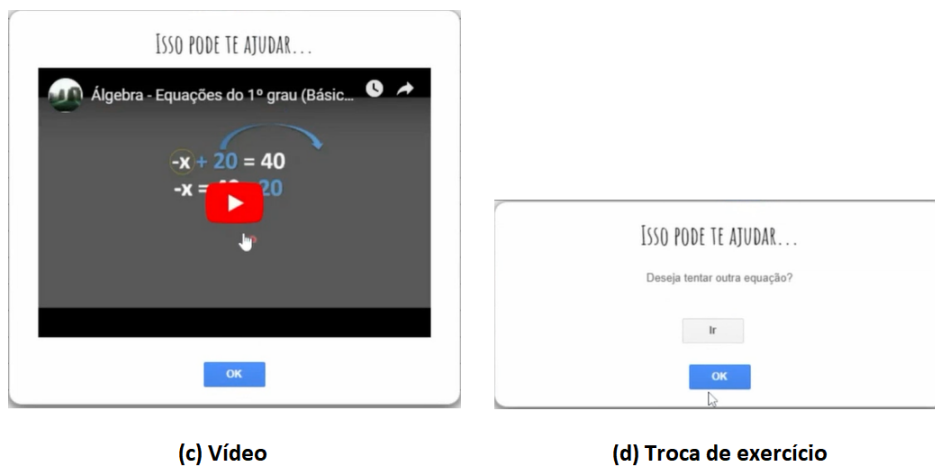 ISSO PODE TE AJUDAR...
Álgebra - Equações do 1º grau (Básic...
-x + 20 = 40
-x = 20
OK
(c) Vídeo
ISSO PODE TE AJUDAR...
Deseja tentar outra equação?
Ir
OK
(d) Troca de exercício